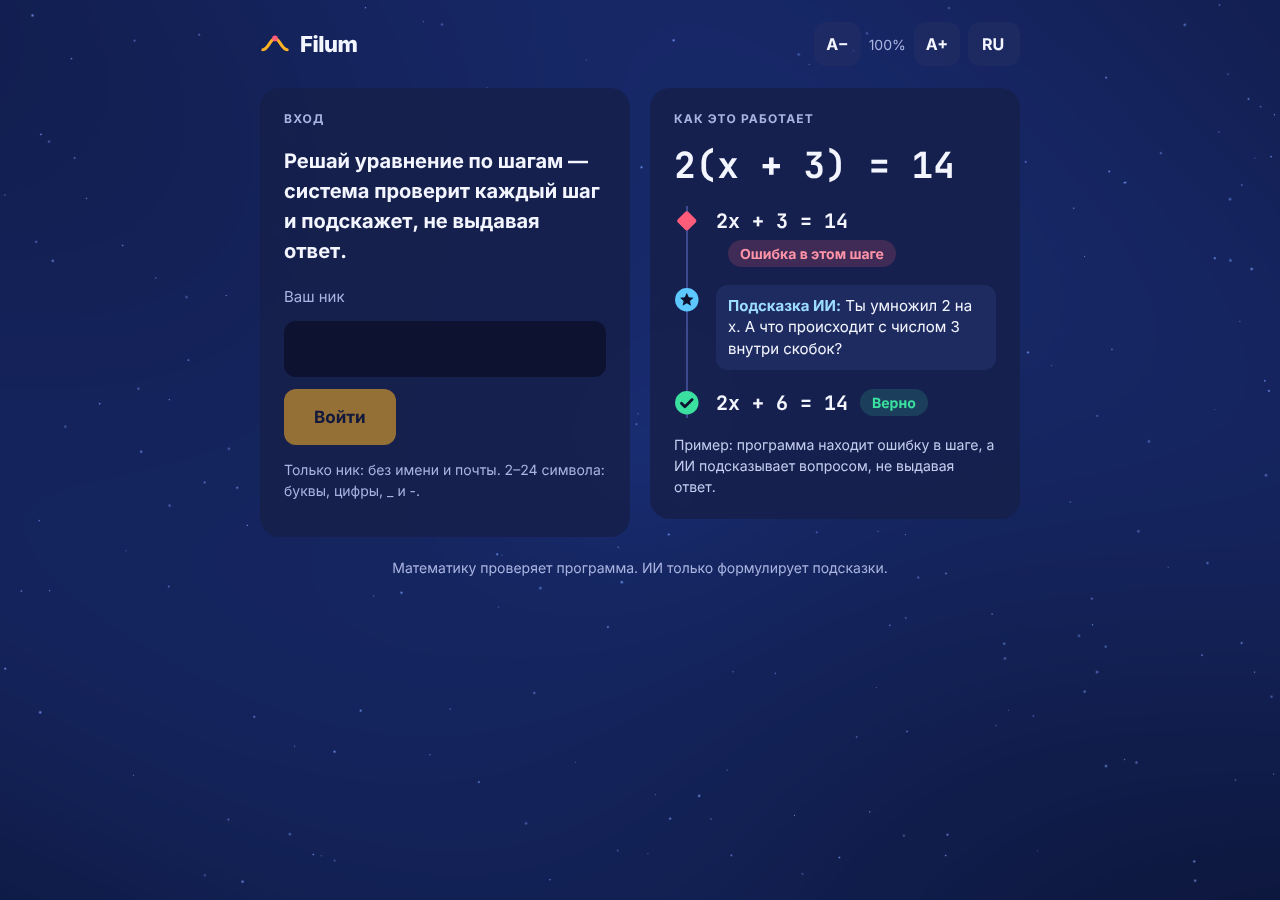 Filum
A−
100%
A+
RU
ВХОД
Решай уравнение по шагам —
система проверит каждый шаг
и подскажет, не выдавая
ответ.
Ваш ник
Войти
Только ник: без имени и почты. 2–24 символа:
буквы, цифры, _ и -.
КАК ЭТО РАБОТАЕТ
2(x + 3) = 14
2x + 3 = 14
Ошибка в этом шаге
Подсказка ИИ: Ты умножил 2 на
x. А что происходит с числом 3
внутри скобок?
2x + 6 = 14
Верно
Пример: программа находит ошибку в шаге, а
ИИ подсказывает вопросом, не выдавая
ответ.
Математику проверяет программа. ИИ только формулирует подсказки.